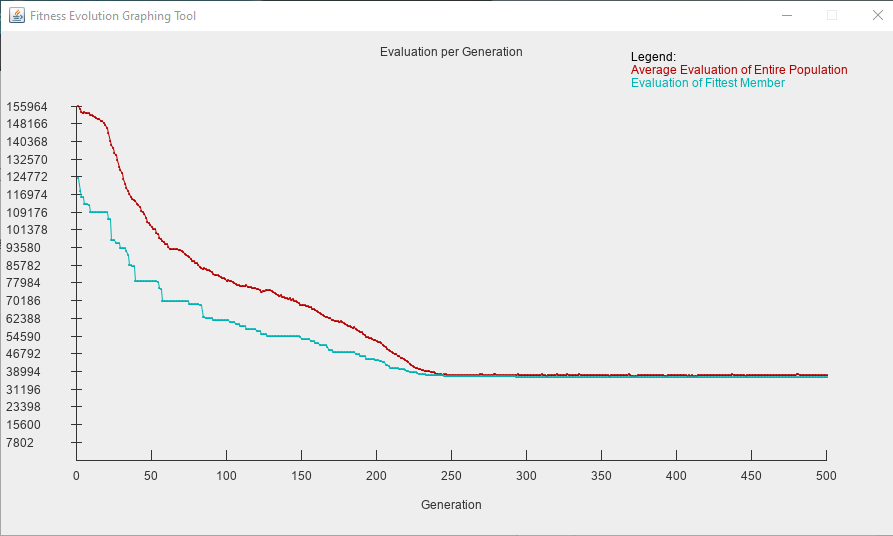 Fitness Evolution Graphing Tool
Evaluation per Generation
Legend:
Average Evaluation of Entire Population
Evaluation of Fittest Member
155964
148166
140368
132570
124772
116974
109176
101378
93580
85782
77984
70186
62388
54590
46792
38994
31196
23398
15600
7802
0 50 100 150 200 250 300 350 400 450 500
Generation